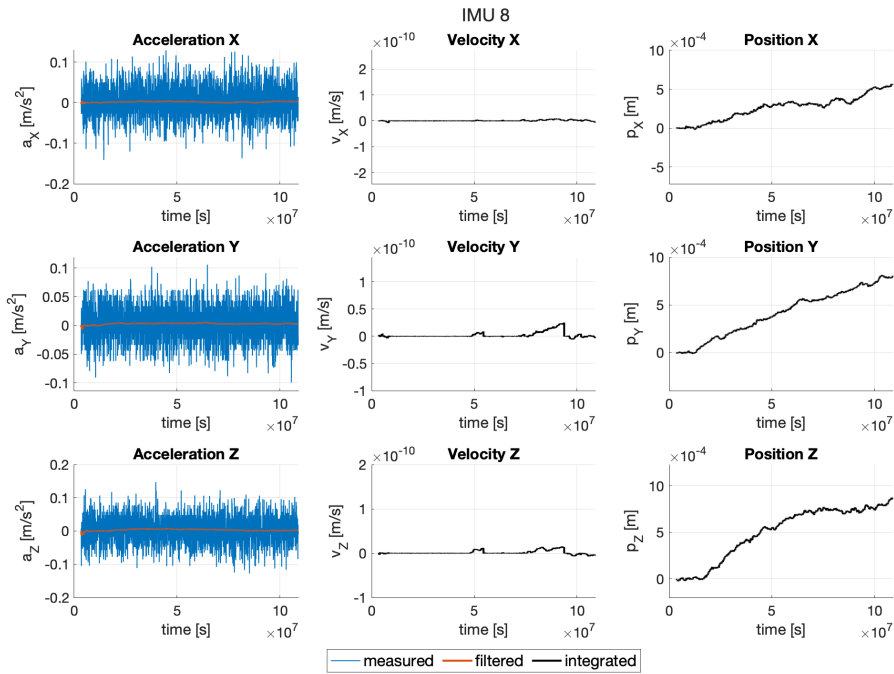 IMU 8
Acceleration X
a_X [m/s^2]
0.1
0
-0.1
-0.2
0 5 10
×10^7
time [s]
Velocity X
×10^-10
v_X [m/s]
2
1
0
-1
-2
0 5 10
×10^7
time [s]
Position X
×10^-4
p_X [m]
10
5
0
-5
0 5 10
×10^7
time [s]
Acceleration Y
a_Y [m/s^2]
0.1
0.05
0
-0.05
-0.1
0 5 10
×10^7
time [s]
Velocity Y
×10^-10
v_Y [m/s]
1
0.5
0
-0.5
-1
0 5 10
×10^7
time [s]
Position Y
×10^-4
p_Y [m]
10
5
0
0 5 10
×10^7
time [s]
Acceleration Z
a_Z [m/s^2]
0.2
0.1
0
-0.1
-0.2
0 5 10
×10^7
time [s]
Velocity Z
×10^-10
v_Z [m/s]
2
1
0
-1
0 5 10
×10^7
time [s]
Position Z
×10^-4
p_Z [m]
10
5
0
0 5 10
×10^7
time [s]
measured filtered integrated